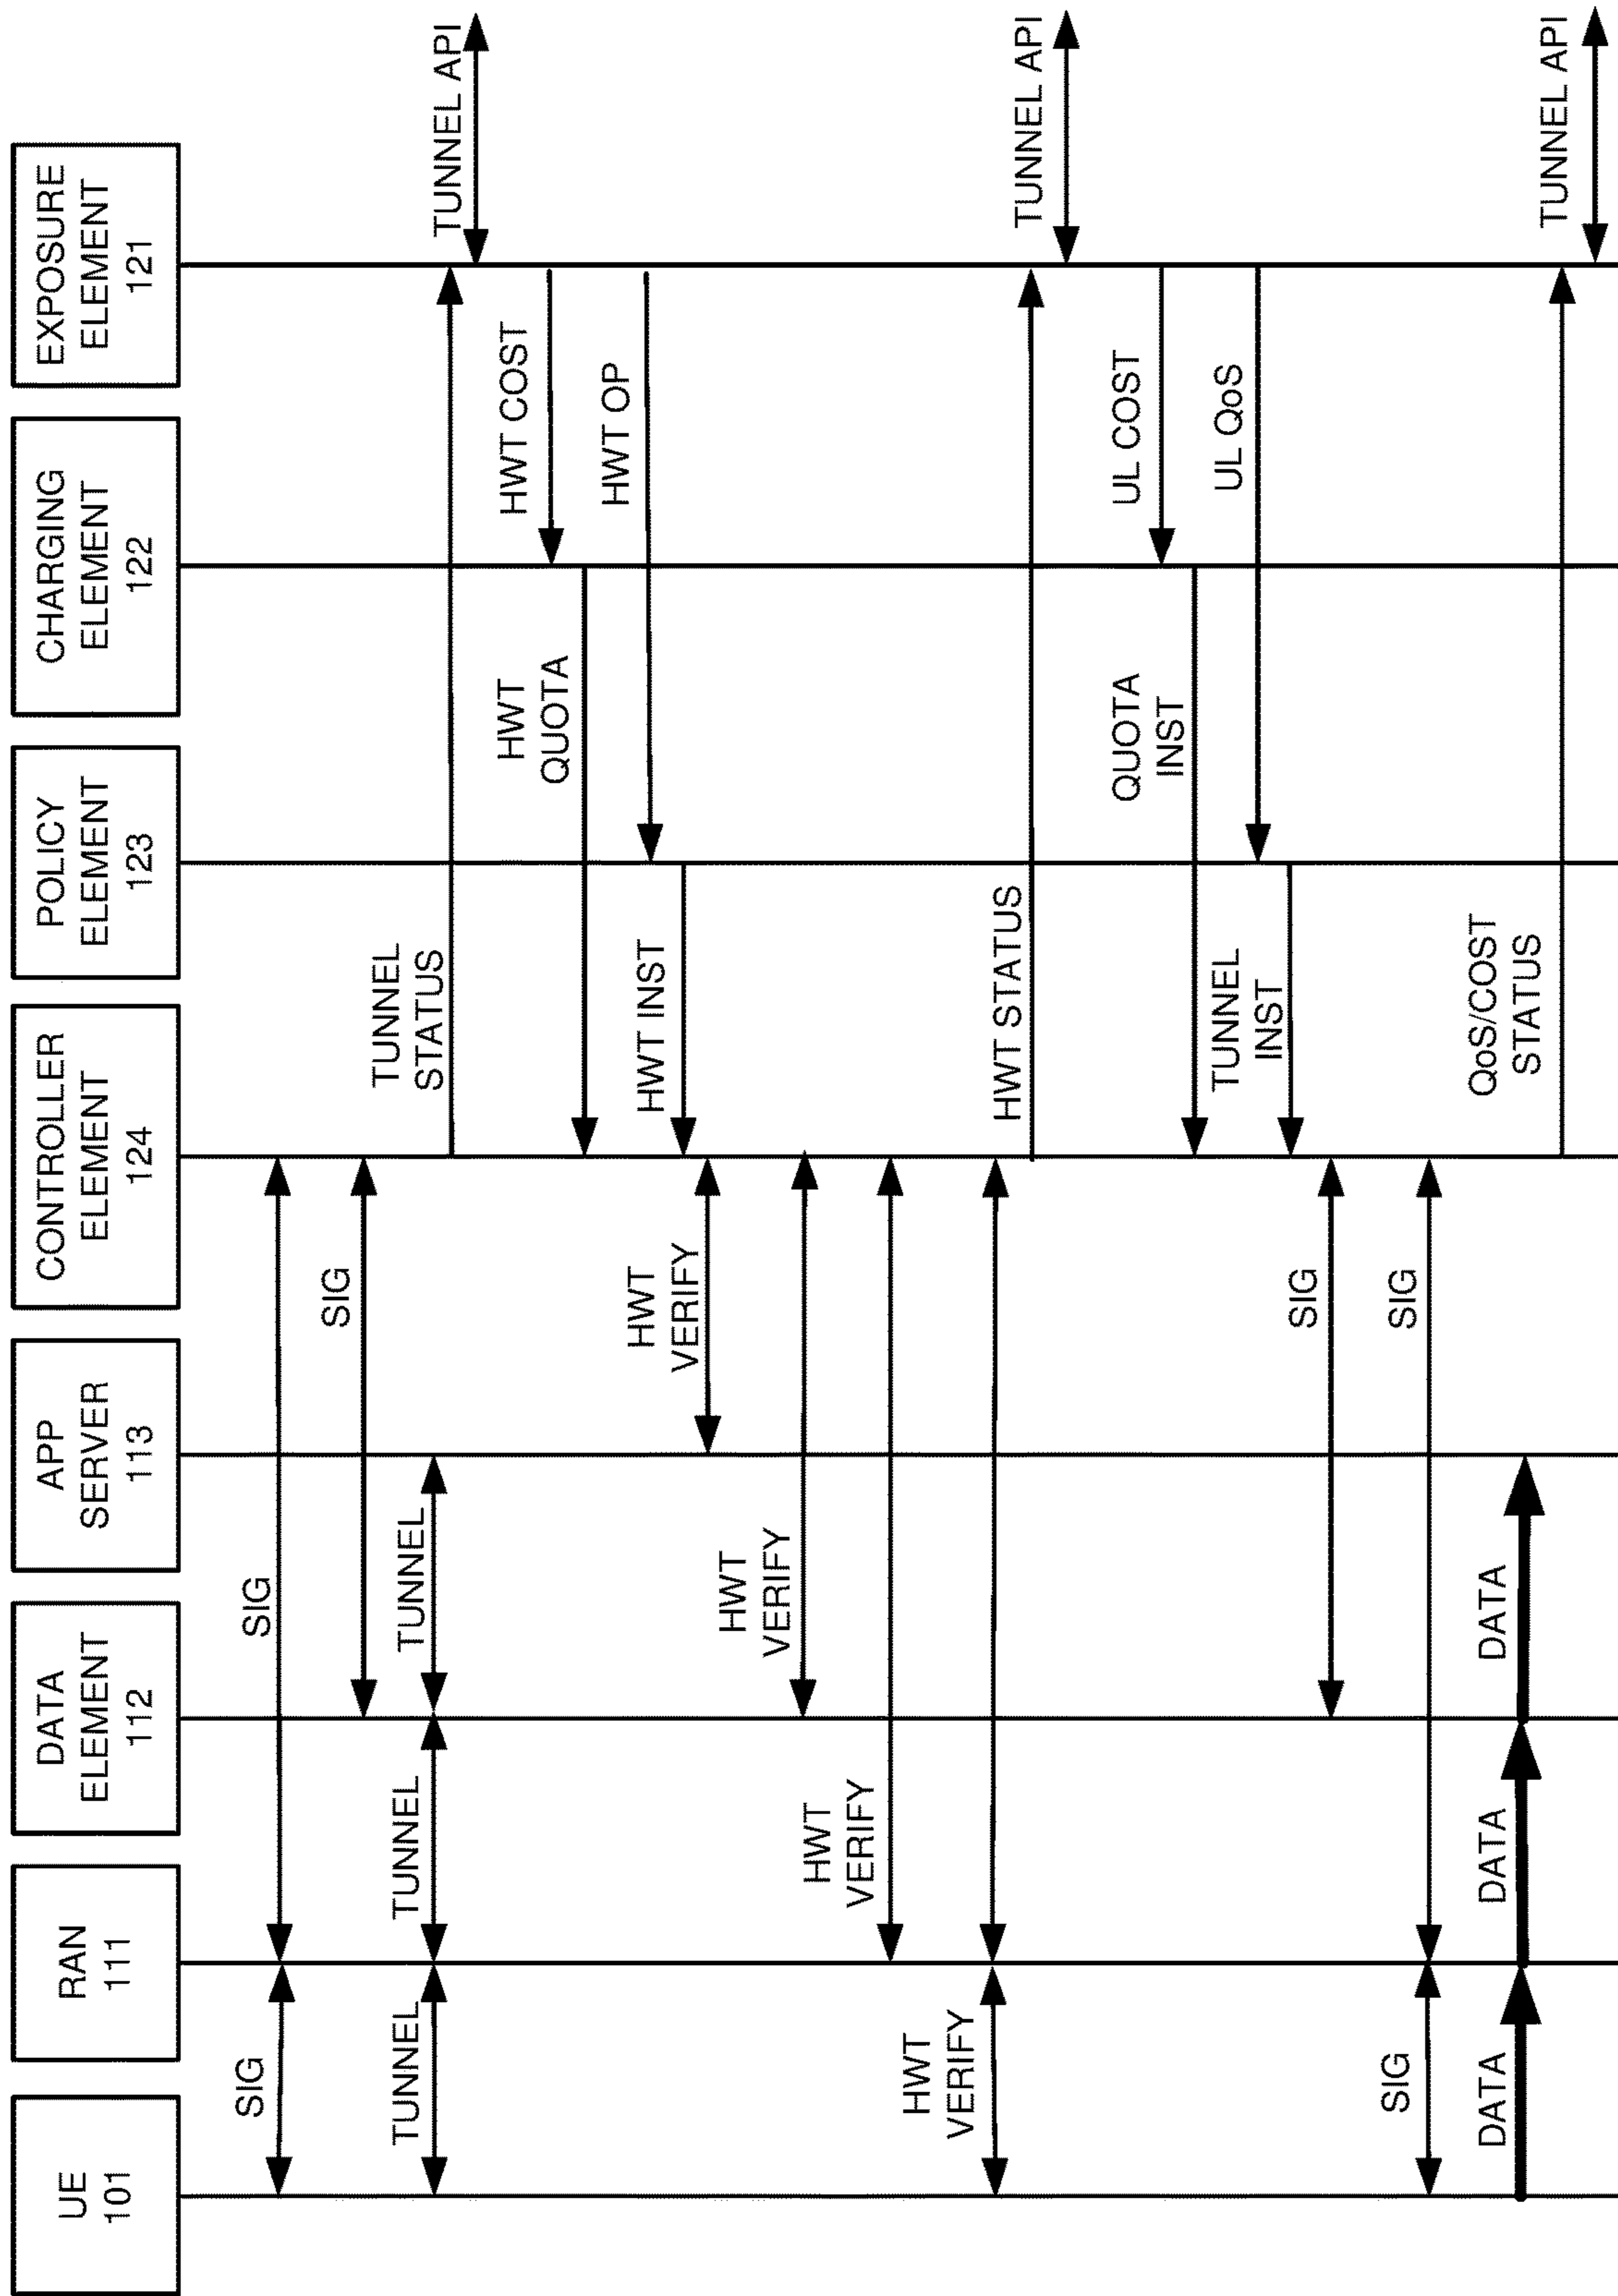 UE
101
RAN
111
DATA
ELEMENT
112
APP
SERVER
113
CONTROLLER
ELEMENT
124
POLICY
ELEMENT
123
CHARGING
ELEMENT
122
EXPOSURE
ELEMENT
121
SIG
SIG
SIG
TUNNEL
TUNNEL
TUNNEL
TUNNEL
STATUS
TUNNEL API
HWT COST
HWT
QUOTA
HWT OP
HWT INST
HWT
VERIFY
HWT
VERIFY
HWT
VERIFY
HWT
VERIFY
HWT STATUS
TUNNEL API
UL COST
QUOTA
INST
UL QoS
TUNNEL
INST
SIG
SIG
SIG
DATA
DATA
DATA
QoS/COST
STATUS
TUNNEL API